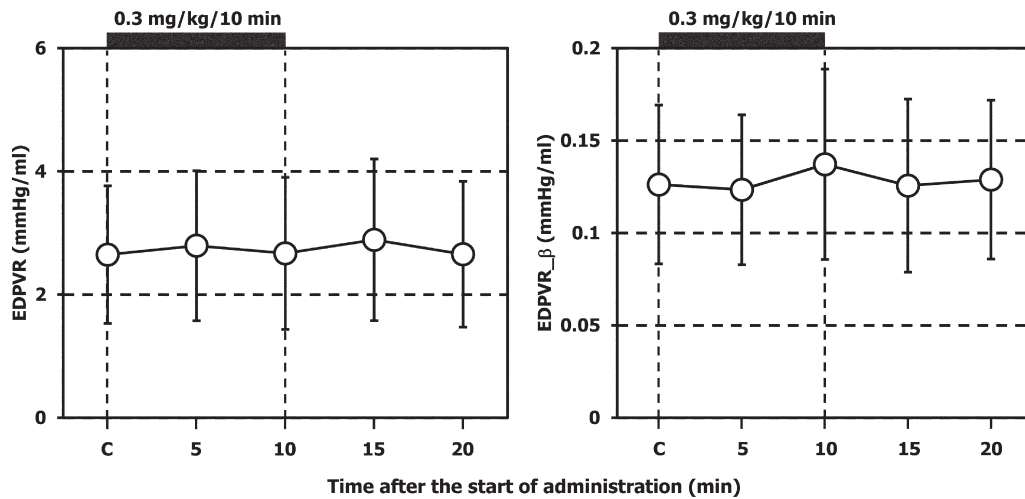 0.3 mg/kg/10 min
6
4
2
0
EDPVR (mmHg/ml)
C 5 10 15 20
0.3 mg/kg/10 min
0.2
0.15
0.1
0.05
0
EDPVR_β (mmHg/ml)
C 5 10 15 20
Time after the start of administration (min)